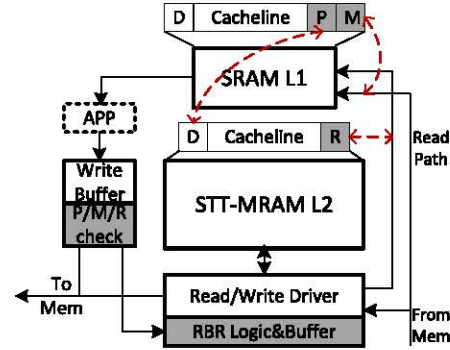 D Cacheline P M
SRAM L1
APP
D Cacheline R
Read
Path
Write
Buffer
P/M/R
check
STT-MRAM L2
To
Mem
Read/Write Driver
From
Mem
RBR Logic&Buffer